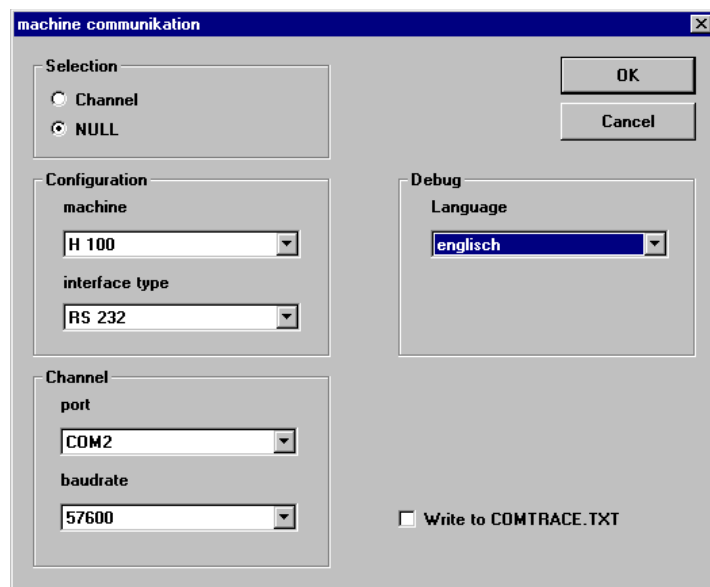 machine communikation
Selection
Channel
NULL
OK
Cancel
Configuration
machine
H 100
interface type
RS 232
Debug
Language
englisch
Channel
port
COM2
baudrate
57600
Write to COMTRACE.TXT